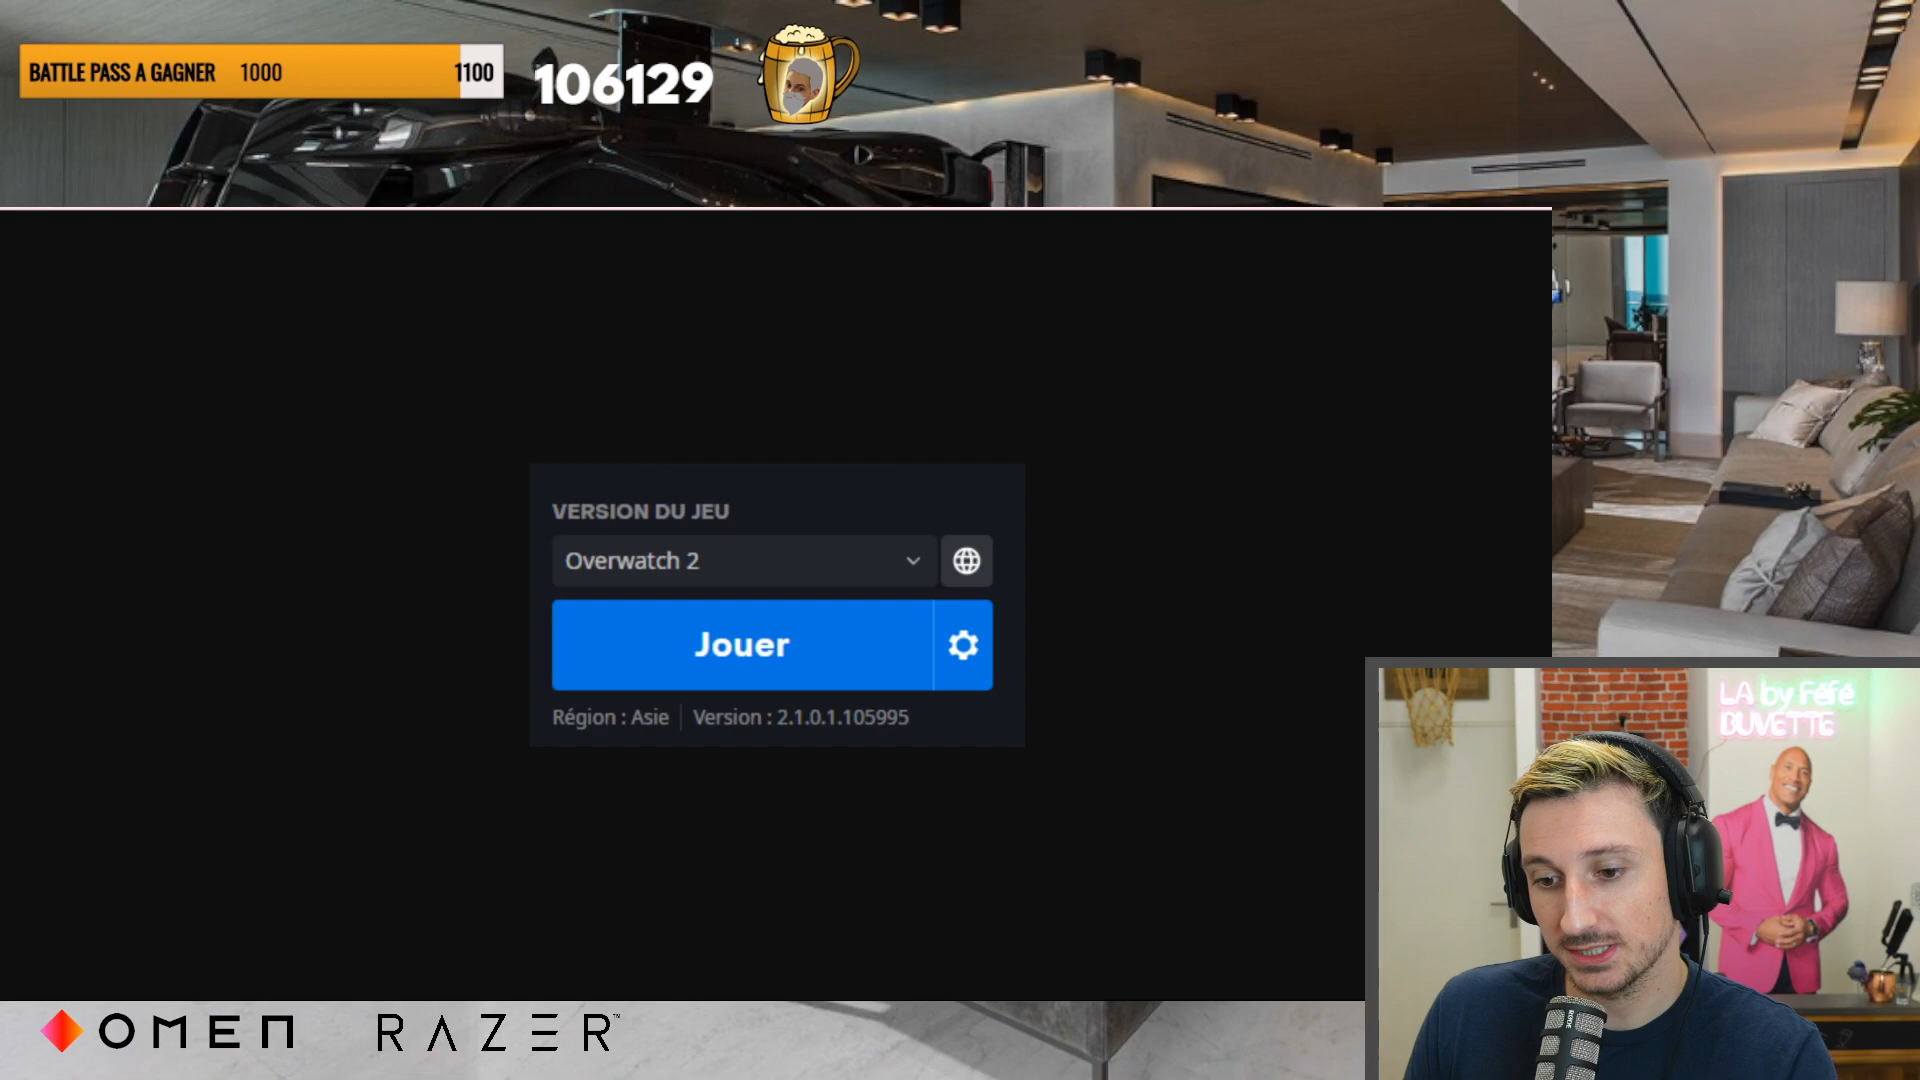 BATTLE PASS A GAGNER 1000 1100
106129
VERSION DU JEU
Overwatch 2
Jouer
Région : Asie | Version : 2.1.0.1.105995
LA by Féfé
BUVETTE
OMEN RAZER™